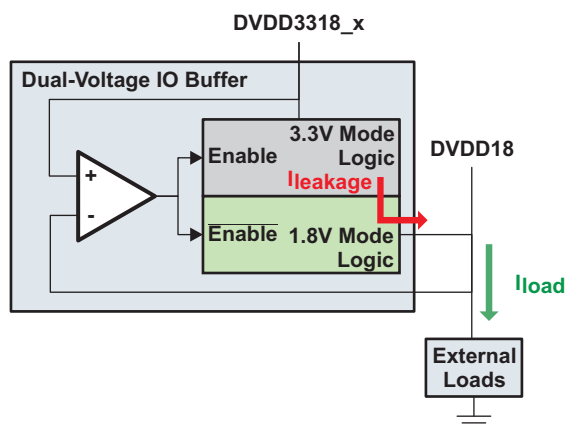 DVDD3318_x
Dual-Voltage IO Buffer
3.3V Mode
Logic
Enable
Ileakage
DVDD18
+
-
Enable
1.8V Mode
Logic
Iload
External
Loads